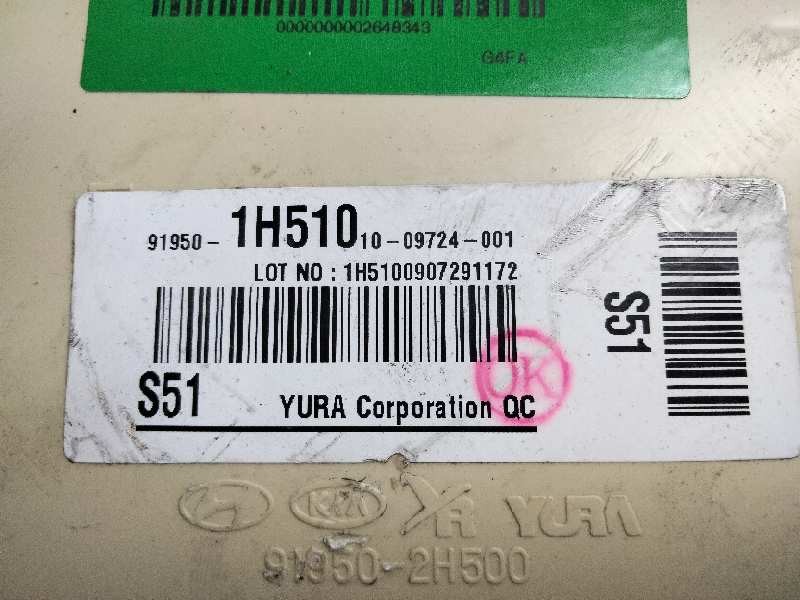 0000000002648343
G4FA
91950- 1H510 10-09724-001
LOT NO : 1H5100907291172
S51
S51 YURA Corporation QC
OK
KIA YURA
91950-2H500